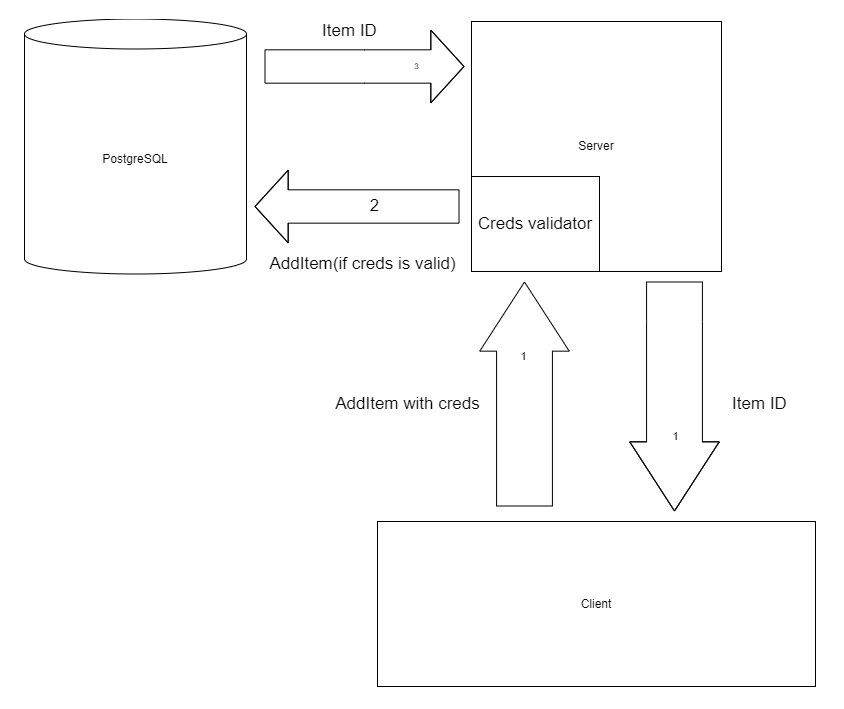 Item ID
3
PostgreSQL
Server
2
Creds validator
AddItem(if creds is valid)
1
AddItem with creds
Item ID
1
Client